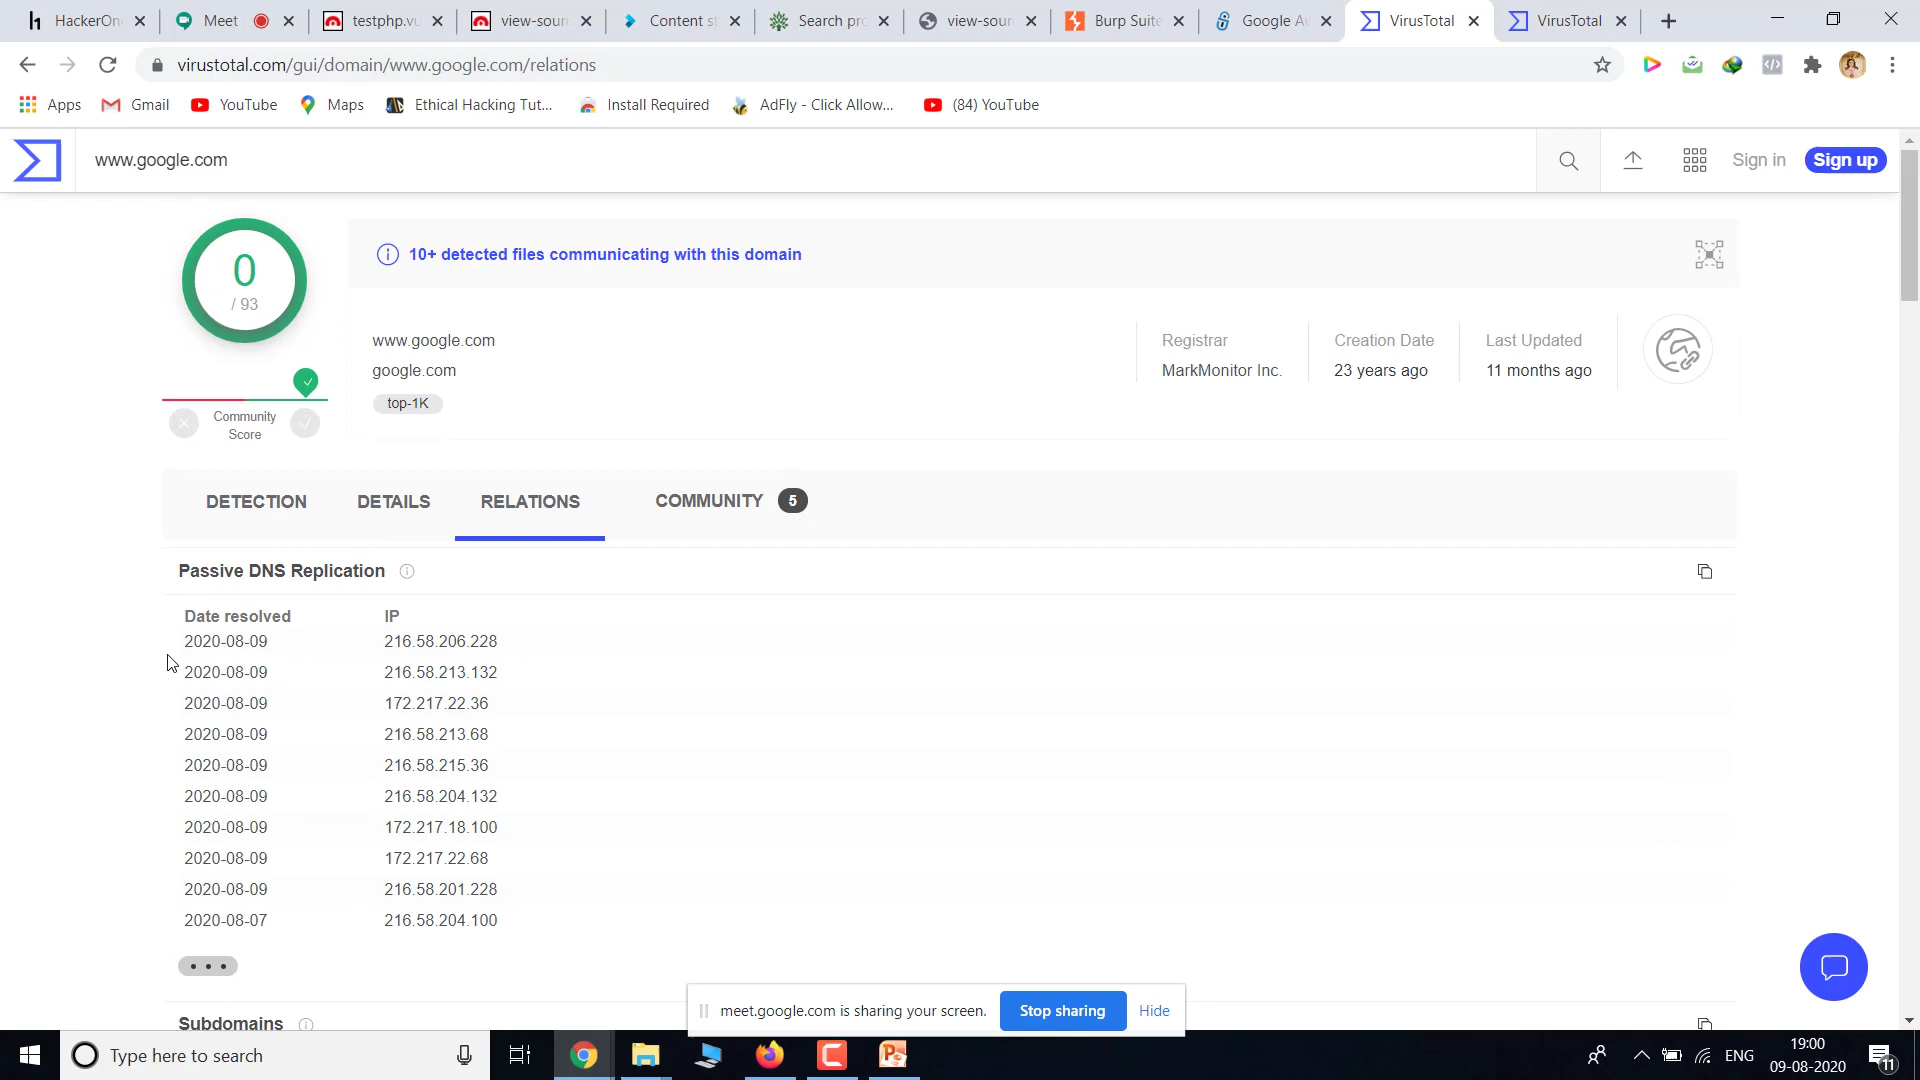 HackerOn
Meet
testphp.vu
view-sour
Content st
Search pro
view-sour
Burp Suite
Google Av
VirusTotal
VirusTotal
virustotal.com/gui/domain/www.google.com/relations
Apps
Gmail
YouTube
Maps
Ethical Hacking Tut...
Install Required
AdFly - Click Allow...
(84) YouTube
www.google.com
Sign in
Sign up
0
/ 93
10+ detected files communicating with this domain
www.google.com
google.com
top-1K
Registrar
MarkMonitor Inc.
Creation Date
23 years ago
Last Updated
11 months ago
Community
Score
DETECTION
DETAILS
RELATIONS
COMMUNITY 5
Passive DNS Replication
Date resolved IP
2020-08-09 216.58.206.228
2020-08-09 216.58.213.132
2020-08-09 172.217.22.36
2020-08-09 216.58.213.68
2020-08-09 216.58.215.36
2020-08-09 216.58.204.132
2020-08-09 172.217.18.100
2020-08-09 172.217.22.68
2020-08-09 216.58.201.228
2020-08-07 216.58.204.100
Subdomains
meet.google.com is sharing your screen.
Stop sharing
Hide
Type here to search
ENG
19:00
09-08-2020
11